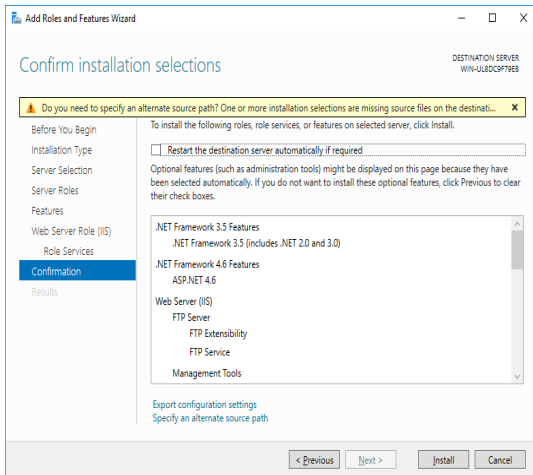 Add Roles and Features Wizard
Confirm installation selections
DESTINATION SERVER
WIN-UL8DC9F79EB
Do you need to specify an alternate source path? One or more installation selections are missing source files on the destinati...
Before You Begin
Installation Type
Server Selection
Server Roles
Features
Web Server Role (IIS)
Role Services
Confirmation
Results
To install the following roles, role services, or features on selected server, click Install.
Restart the destination server automatically if required
Optional features (such as administration tools) might be displayed on this page because they have
been selected automatically. If you do not want to install these optional features, click Previous to clear
their check boxes.
.NET Framework 3.5 Features
.NET Framework 3.5 (includes .NET 2.0 and 3.0)
.NET Framework 4.6 Features
ASP.NET 4.6
Web Server (IIS)
FTP Server
FTP Extensibility
FTP Service
Management Tools
Export configuration settings
Specify an alternate source path
< Previous
Next >
Install
Cancel